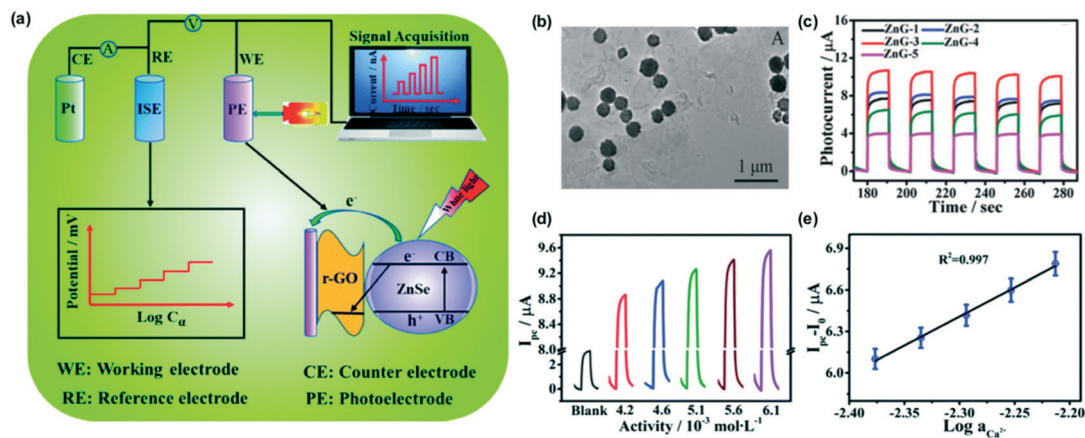 (a)
V
A
CE
RE
WE
Signal Acquisition
Current / nA
Time / sec
Pt
ISE
PE
White light
e-
r-GO
e-
CB
ZnSe
h+
VB
Potential / mV
Log Cα
WE: Working electrode
CE: Counter electrode
RE: Reference electrode
PE: Photoelectrode
(b)
A
1 μm
(c)
Photocurrent / μA
16
12
8
4
0
ZnG-1
ZnG-2
ZnG-3
ZnG-4
ZnG-5
180
200
220
240
260
280
Time / sec
(d)
Ipc / μA
9.6
9.2
8.8
8.4
8.0
2
0
Blank
4.2
4.6
5.1
5.6
6.1
Activity / 10-3 mol·L-1
(e)
Ipc-I0 / μA
6.9
6.6
6.3
6.0
R2=0.997
-2.40
-2.35
-2.30
-2.25
-2.20
Log aCa2+